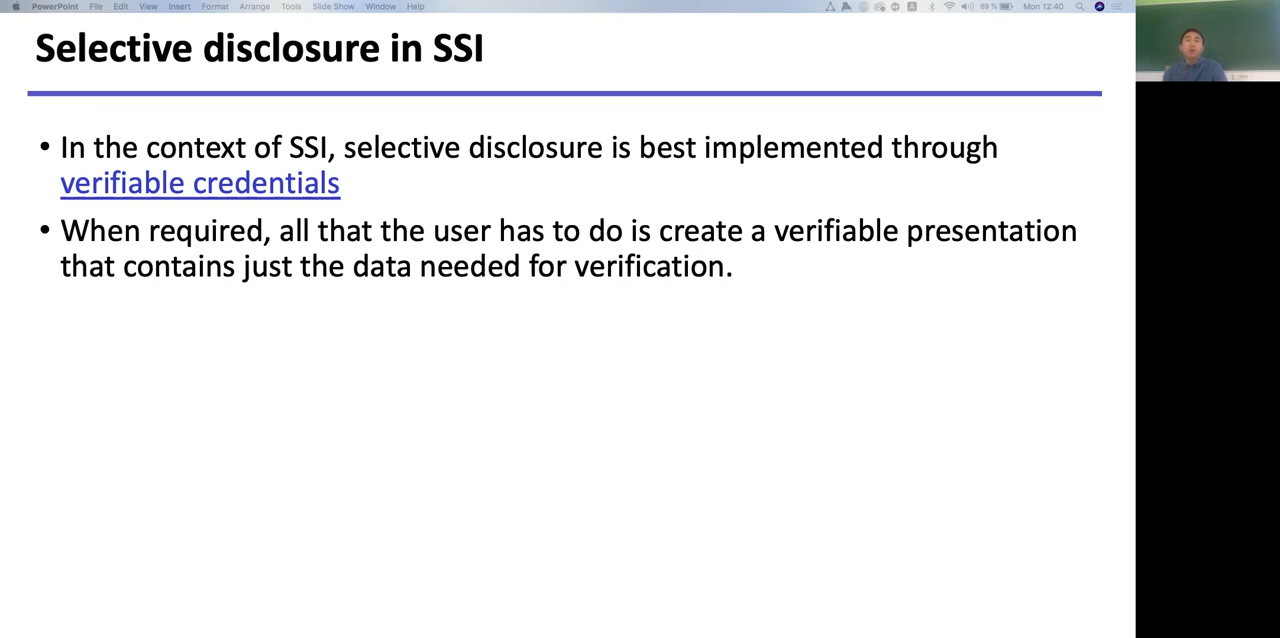 PowerPoint File Edit View Insert Format Arrange Tools Slide Show Window Help 89 % Mon 12:40
Selective disclosure in SSI
• In the context of SSI, selective disclosure is best implemented through
verifiable credentials
• When required, all that the user has to do is create a verifiable presentation
that contains just the data needed for verification.